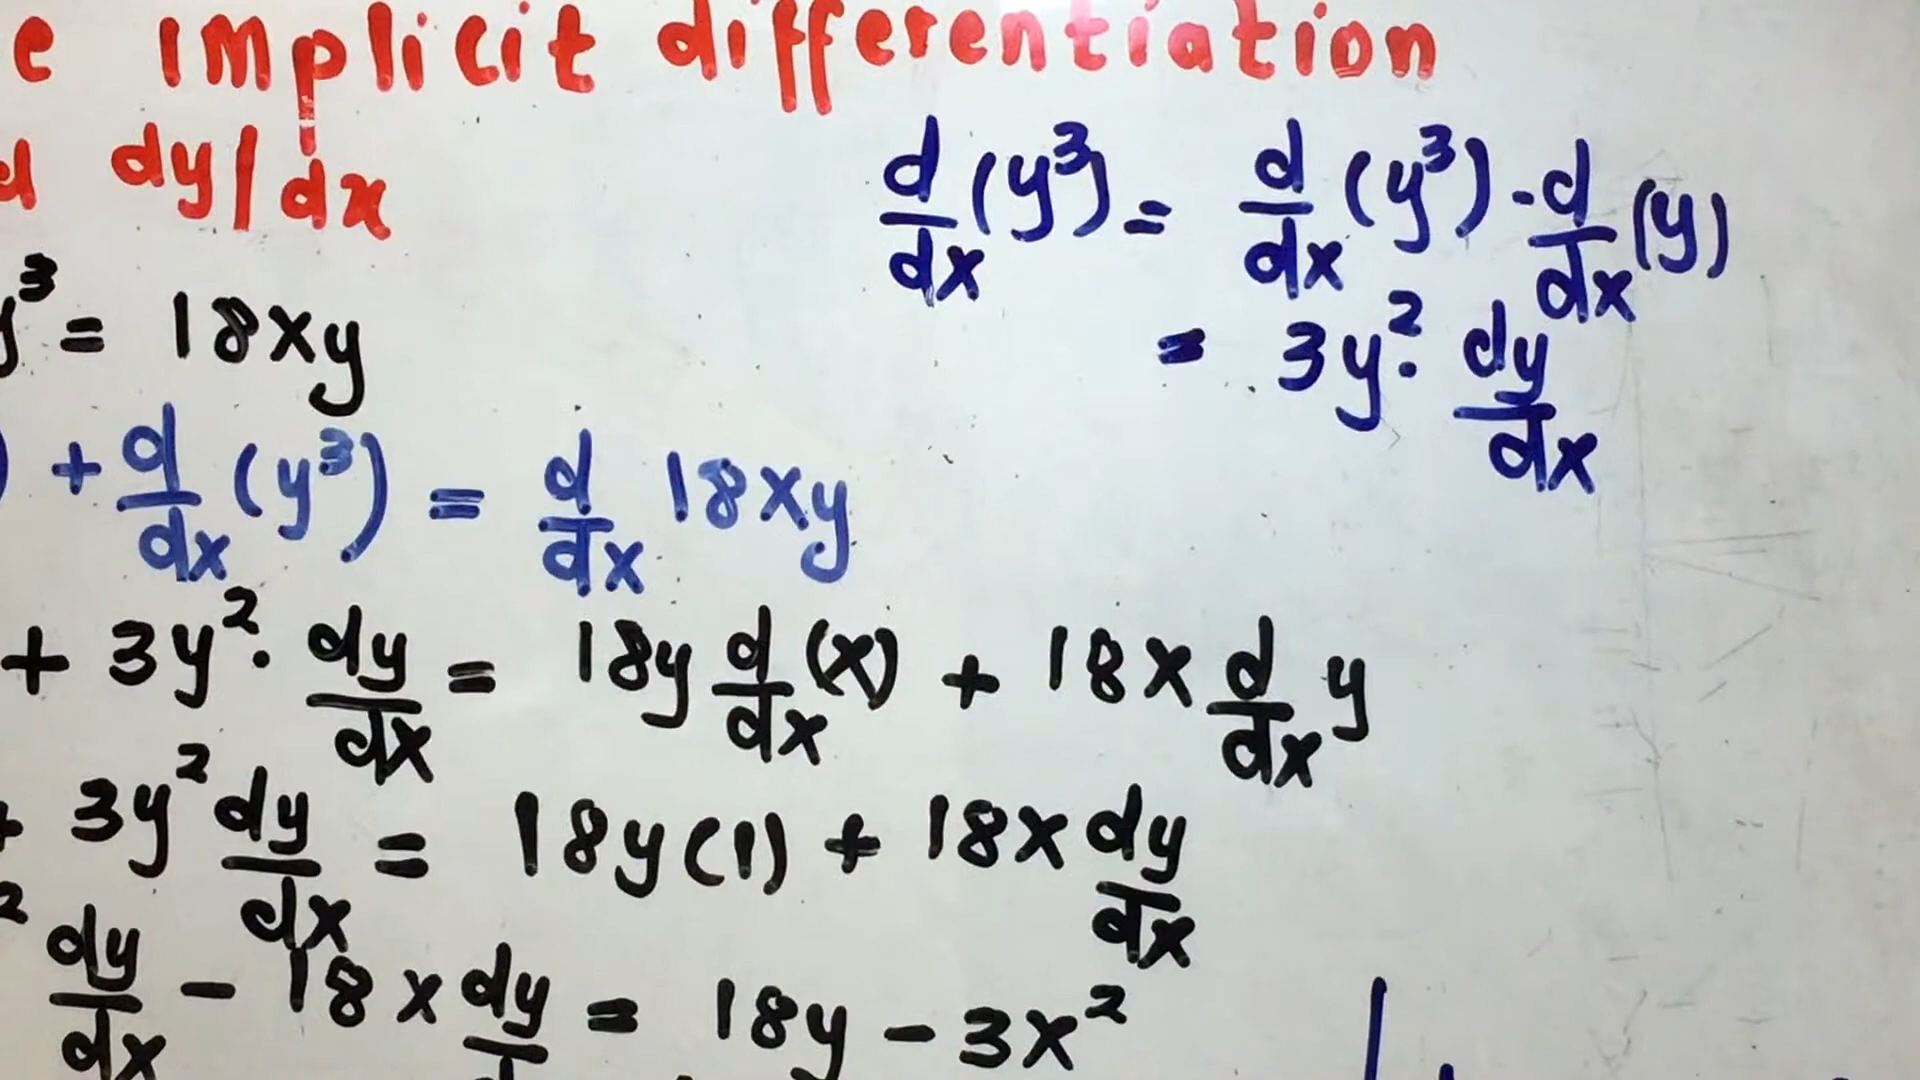 e implicit differentiation
d dy/dx
d/dx (y³) = d/dx (y³) · d/dx (y)
= 3y² · dy/dx
y³ = 18xy
) + d/dx (y³) = d/dx 18xy
+ 3y² · dy/dx = 18y d/dx (x) + 18x d/dx y
+ 3y² dy/dx = 18y(1) + 18x dy/dx
² dy/dx - 18x dy/d = 18y - 3x²